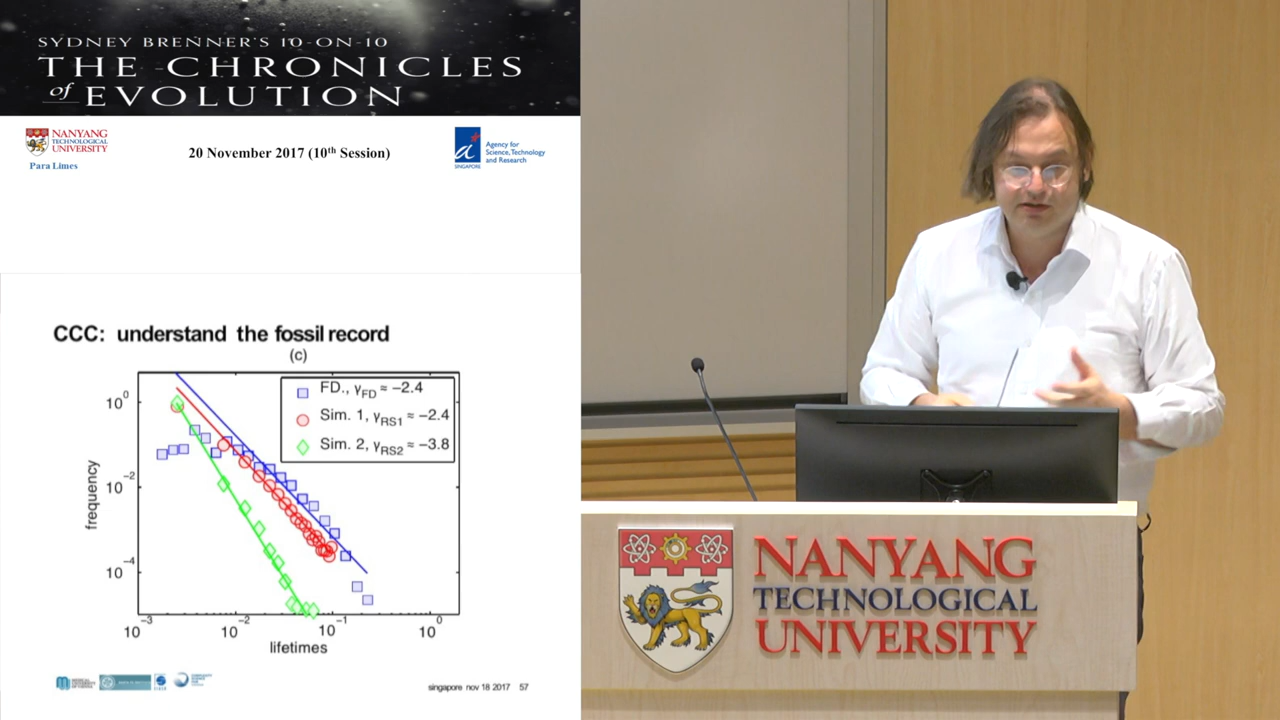 SYDNEY BRENNER'S 10-ON-10
THE CHRONICLES
of EVOLUTION
NANYANG
TECHNOLOGICAL
UNIVERSITY
Para Limes
20 November 2017 (10th Session)
SINGAPORE
Agency for
Science, Technology
and Research
CCC: understand the fossil record
(c)
FD., γFD ≈ −2.4
Sim. 1, γRS1 ≈ −2.4
Sim. 2, γRS2 ≈ −3.8
10^0
10^−2
10^−4
frequency
10^−3
10^−2
10^−1
10^0
lifetimes
singapore nov 18 2017 57
NANYANG
TECHNOLOGICAL
UNIVERSITY